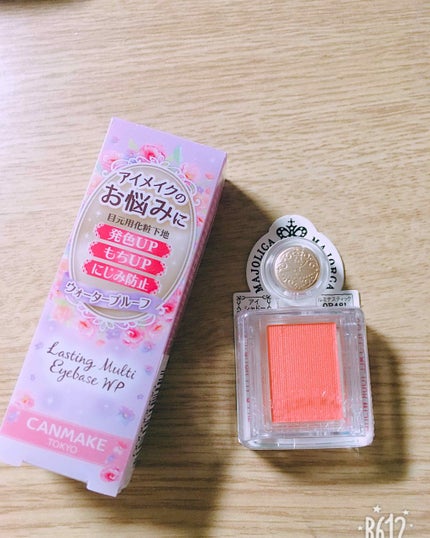 アイメイクの
お悩みに
目元用化粧下地
発色UP
もちUP
にじみ防止
ウォータープルーフ
Lasting Multi
Eyebase WP
CANMAKE
TOKYO
MAJOLICA MAJORCA
アイ
B612